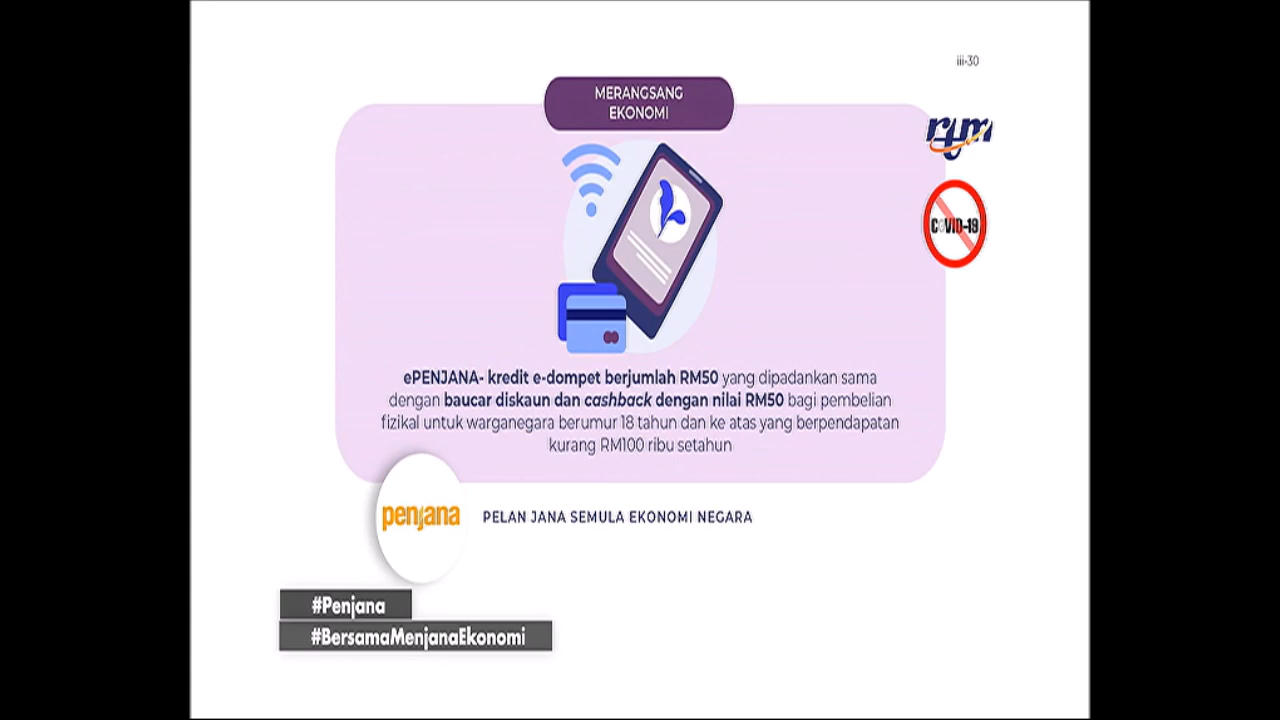 iii-30
MERANGSANG
EKONOMI
rtm
COVID-19
ePENJANA- kredit e-dompet berjumlah RM50 yang dipadankan sama
dengan baucar diskaun dan cashback dengan nilai RM50 bagi pembelian
fizikal untuk warganegara berumur 18 tahun dan ke atas yang berpendapatan
kurang RM100 ribu setahun
penjana
PELAN JANA SEMULA EKONOMI NEGARA
#Penjana
#BersamaMenjanaEkonomi